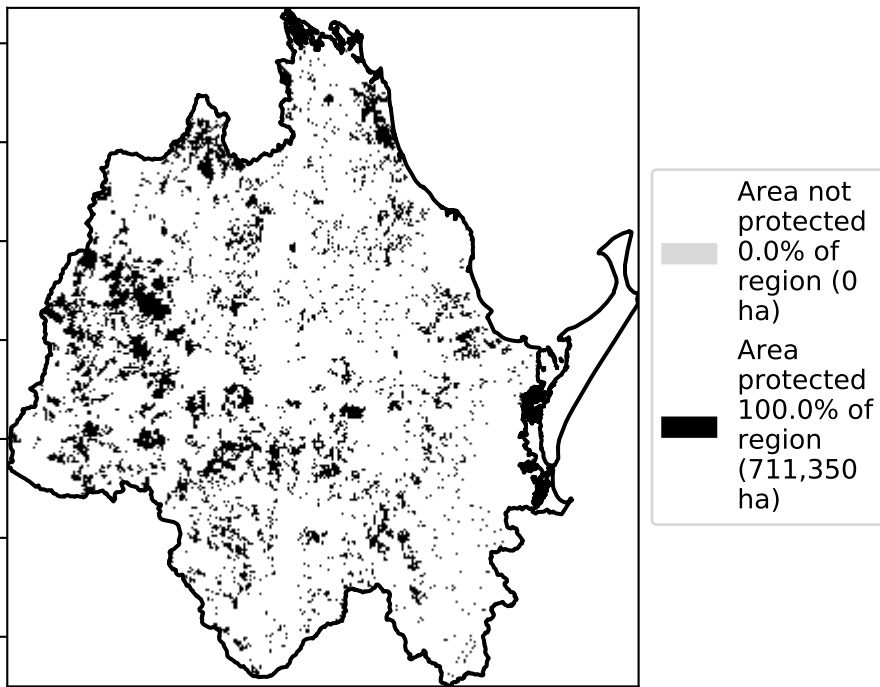 Area not
protected
0.0% of
region (0
ha)
Area
protected
100.0% of
region
(711,350
ha)